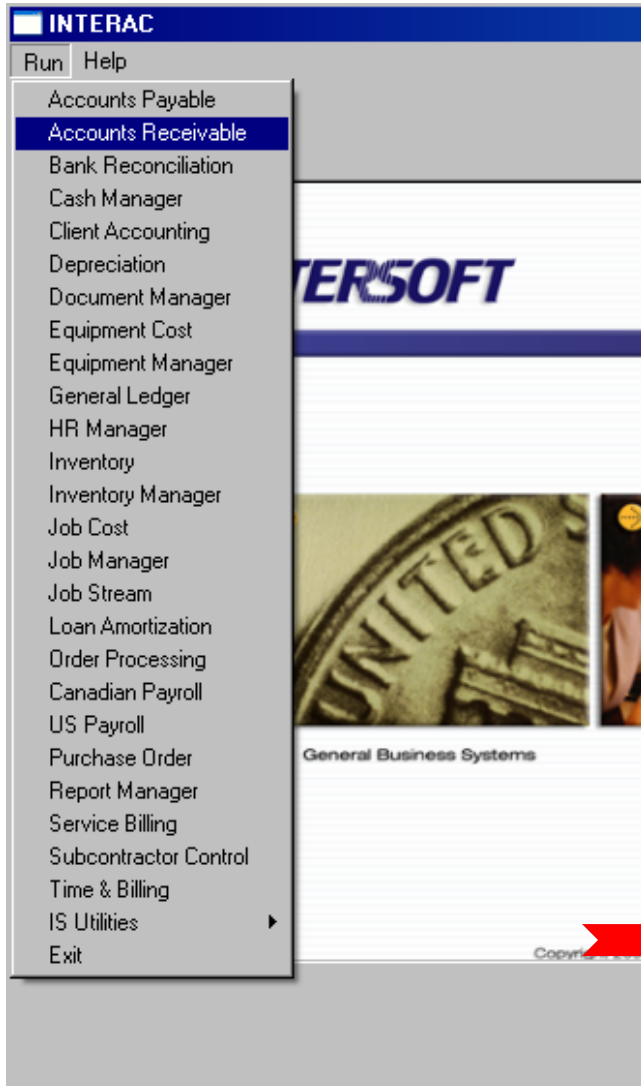 INTERAC
Run Help
Accounts Payable
Accounts Receivable
Bank Reconciliation
Cash Manager
Client Accounting
Depreciation
Document Manager
Equipment Cost
Equipment Manager
General Ledger
HR Manager
Inventory
Inventory Manager
Job Cost
Job Manager
Job Stream
Loan Amortization
Order Processing
Canadian Payroll
US Payroll
Purchase Order
Report Manager
Service Billing
Subcontractor Control
Time & Billing
IS Utilities
Exit
TERSOFT
UNITED S
General Business Systems